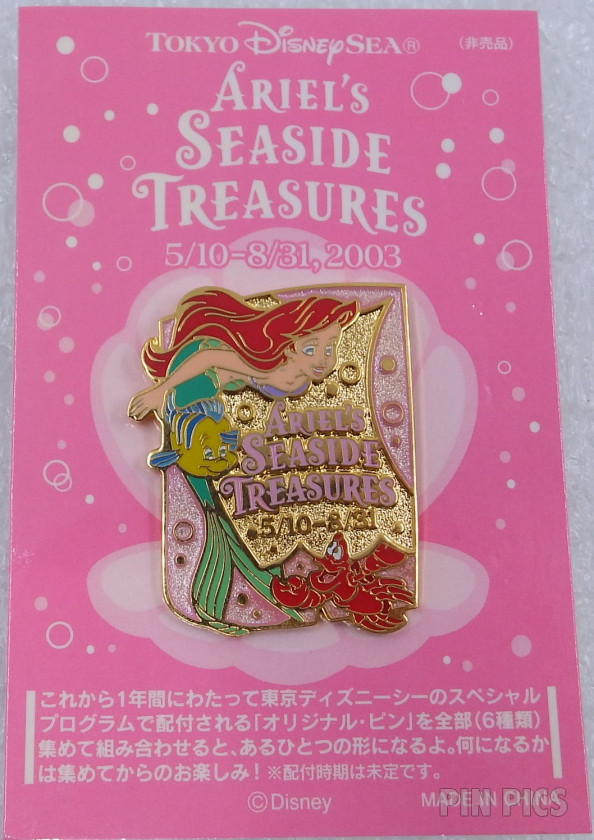 TOKYO DISNEYSEA®
（非売品）
ARIEL'S
SEASIDE
TREASURES
5/10-8/31, 2003
ARIEL'S
SEASIDE
TREASURES
5/10-8/31
これから1年間にわたって東京ディズニーシーのスペシャル
プログラムで配付される「オリジナル・ピン」を全部（6種類）
集めて組み合わせると、あるひとつの形になるよ。何になるか
は集めてからのお楽しみ！※配付時期は未定です。
©Disney
MADE IN CHINA
PIN PICS